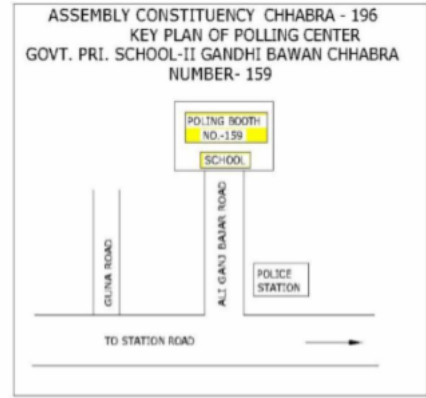 ASSEMBLY CONSTITUENCY CHHABRA - 196
KEY PLAN OF POLLING CENTER
GOVT. PRI. SCHOOL-II GANDHI BAWAN CHHABRA
NUMBER- 159
POLING BOOTH
NO.-159
SCHOOL
GUNA ROAD
ALI GANJ BAJAR ROAD
POLICE
STATION
TO STATION ROAD